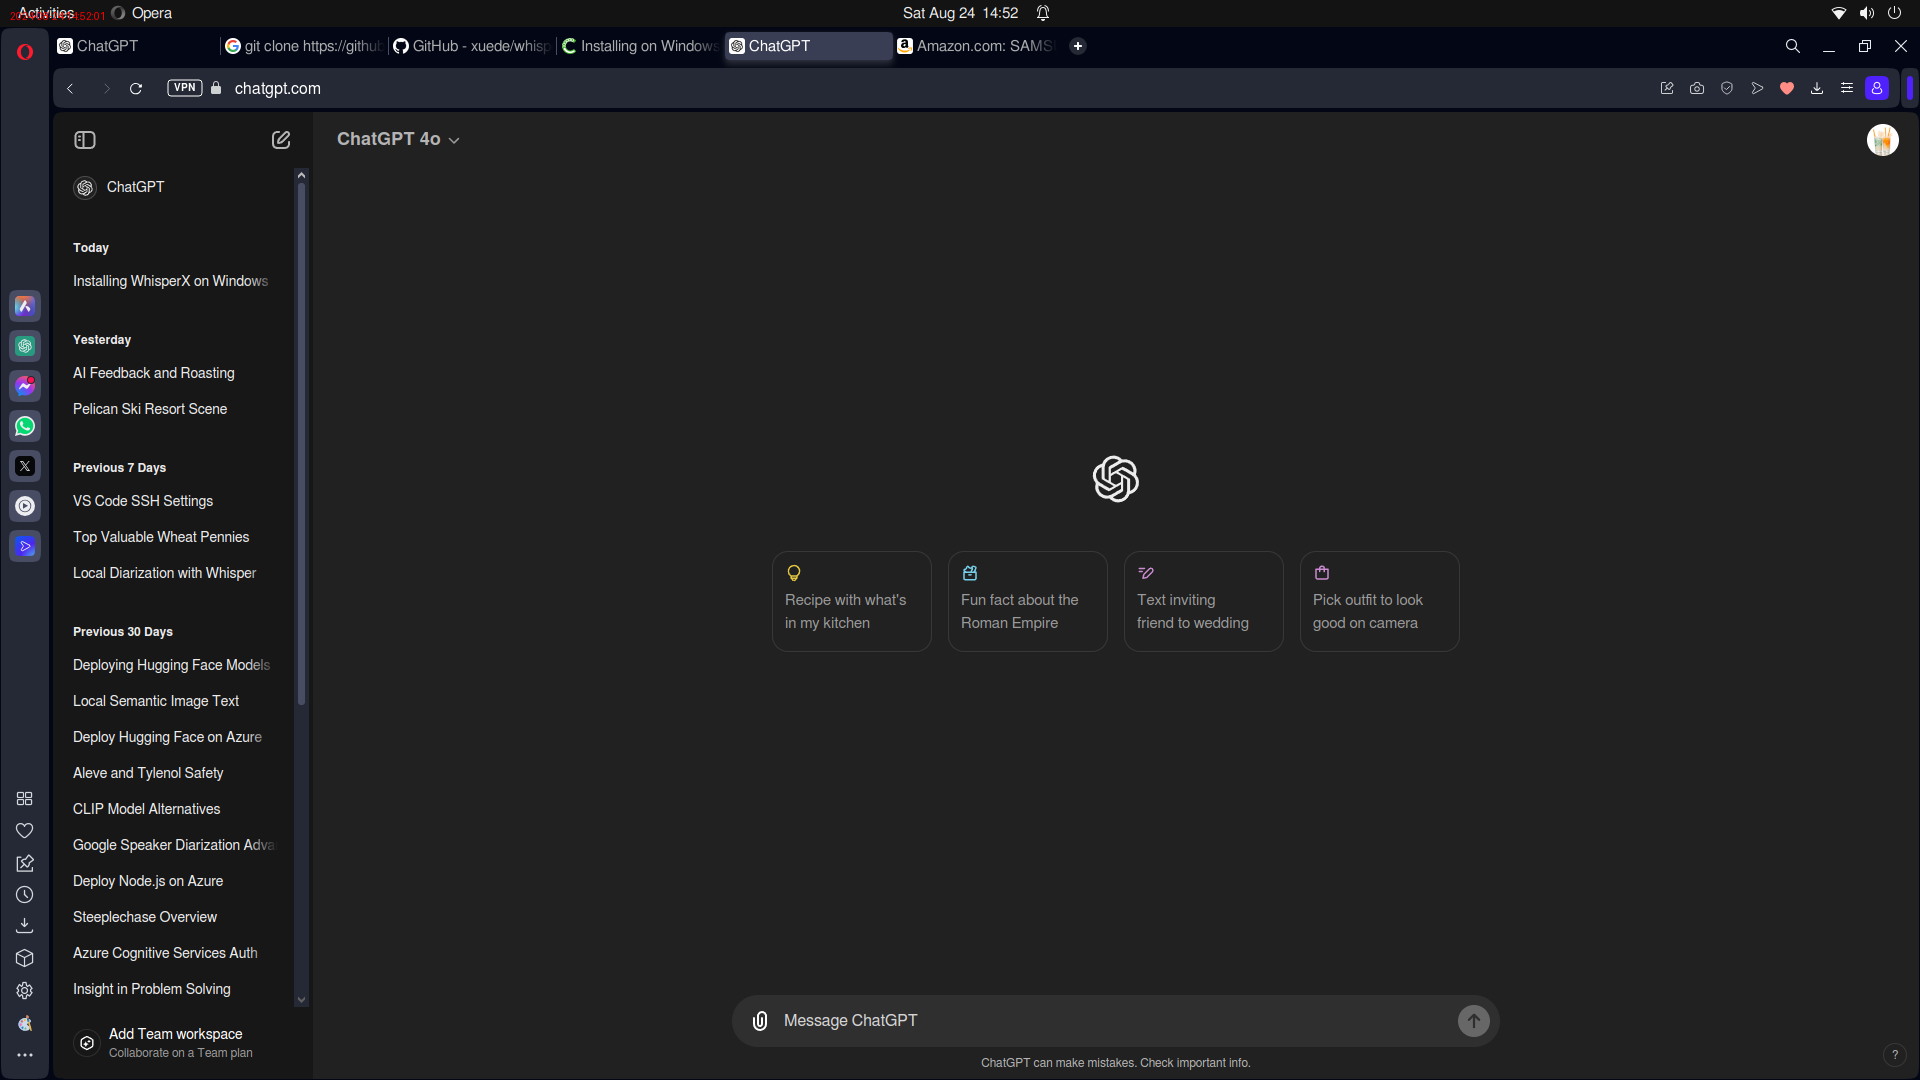 Activities
Opera
Sat Aug 24 14:52
ChatGPT
git clone https://githu
GitHub - xuede/whisp
Installing on Windows
ChatGPT
Amazon.com: SAMS
VPN
chatgpt.com
ChatGPT 4o
ChatGPT
Today
Installing WhisperX on Windows
Yesterday
AI Feedback and Roasting
Pelican Ski Resort Scene
Previous 7 Days
VS Code SSH Settings
Top Valuable Wheat Pennies
Local Diarization with Whisper
Previous 30 Days
Deploying Hugging Face Models
Local Semantic Image Text
Deploy Hugging Face on Azure
Aleve and Tylenol Safety
CLIP Model Alternatives
Google Speaker Diarization Adva
Deploy Node.js on Azure
Steeplechase Overview
Azure Cognitive Services Auth
Insight in Problem Solving
Add Team workspace
Collaborate on a Team plan
Recipe with what's
in my kitchen
Fun fact about the
Roman Empire
Text inviting
friend to wedding
Pick outfit to look
good on camera
Message ChatGPT
ChatGPT can make mistakes. Check important info.
?